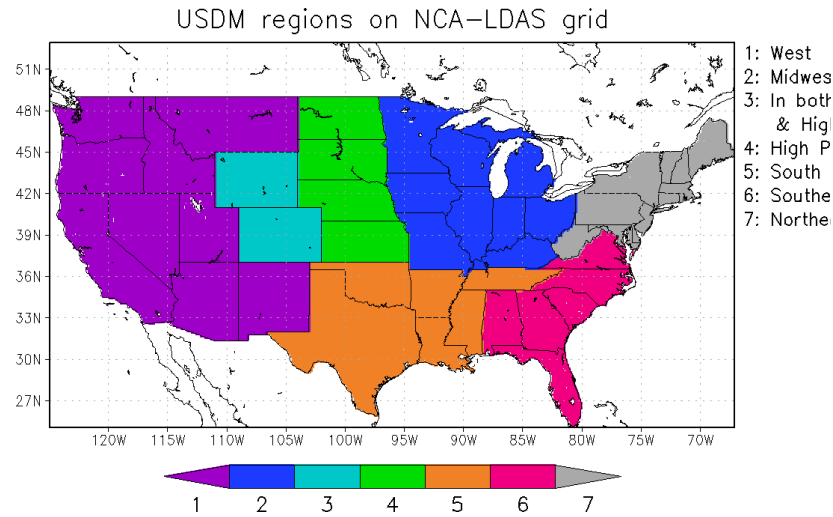 USDM regions on NCA-LDAS grid
51N
48N
45N
42N
39N
36N
33N
30N
27N
120W 115W 110W 105W 100W 95W 90W 85W 80W 75W 70W
1: West
2: Midwes
3: In both
& High
4: High P
5: South
6: Southe
7: Northe
1 2 3 4 5 6 7